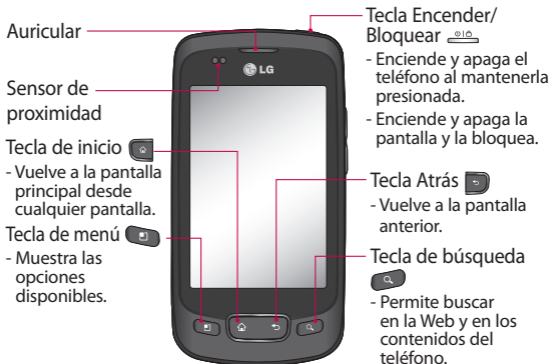 Auricular
Sensor de
proximidad
Tecla de inicio
- Vuelve a la pantalla
principal desde
cualquier pantalla.
Tecla de menú
- Muestra las
opciones
disponibles.
LG
Tecla Encender/
Bloquear
- Enciende y apaga el
teléfono al mantenerla
presionada.
- Enciende y apaga la
pantalla y la bloquea.
Tecla Atrás
- Vuelve a la pantalla
anterior.
Tecla de búsqueda
- Permite buscar
en la Web y en los
contenidos del
teléfono.